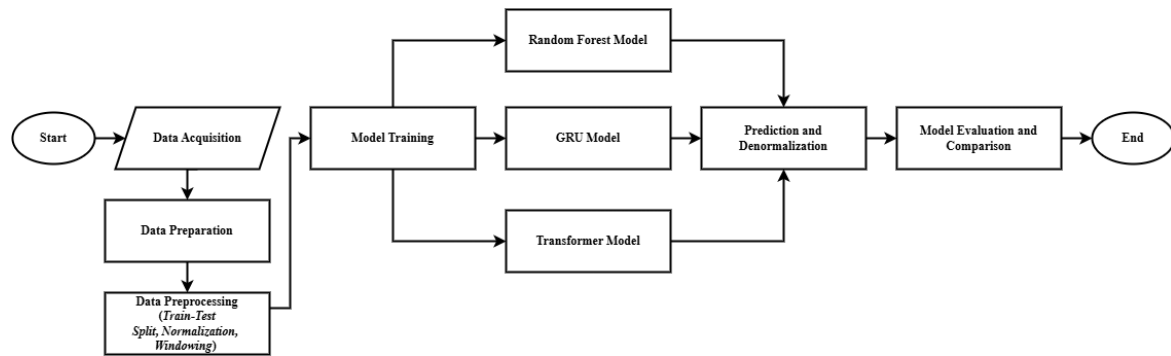 Start
Data Acquisition
Data Preparation
Data Preprocessing
(Train-Test
Split, Normalization,
Windowing)
Model Training
Random Forest Model
GRU Model
Transformer Model
Prediction and
Denormalization
Model Evaluation and
Comparison
End